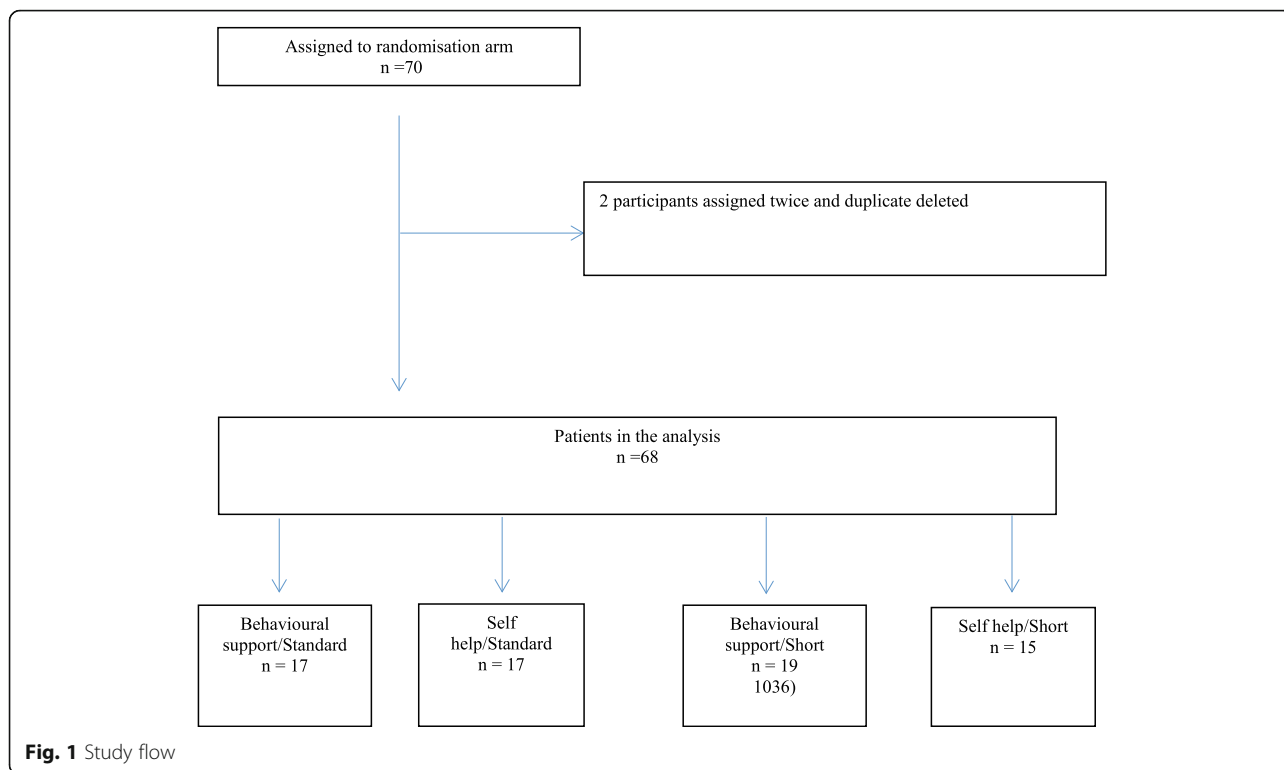 Assigned to randomisation arm
n =70
2 participants assigned twice and duplicate deleted
Patients in the analysis
n =68
Behavioural
support/Standard
n = 17
Self
help/Standard
n = 17
Behavioural
support/Short
n = 19
1036)
Self help/Short
n = 15
Fig. 1 Study flow